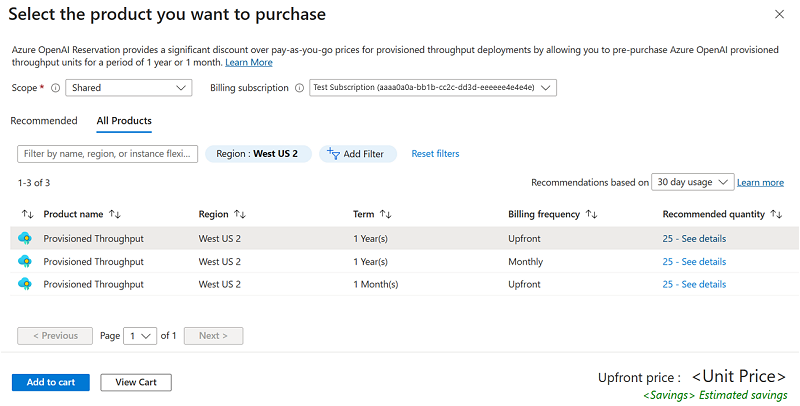 Select the product you want to purchase
Azure OpenAI Reservation provides a significant discount over pay-as-you-go prices for provisioned throughput deployments by allowing you to pre-purchase Azure OpenAI provisioned
throughput units for a period of 1 year or 1 month. Learn More
Scope * Shared Billing subscription Test Subscription (aaaa0a0a-bb1b-cc2c-dd3d-eeeeee4e4e4e)
Recommended All Products
Filter by name, region, or instance flexi... Region : West US 2 Add Filter Reset filters
1-3 of 3 Recommendations based on 30 day usage Learn more
Product name Region Term Billing frequency Recommended quantity
Provisioned Throughput West US 2 1 Year(s) Upfront 25 - See details
Provisioned Throughput West US 2 1 Year(s) Monthly 25 - See details
Provisioned Throughput West US 2 1 Month(s) Upfront 25 - See details
< Previous Page 1 of 1 Next >
Add to cart View Cart Upfront price : <Unit Price>
<Savings> Estimated savings